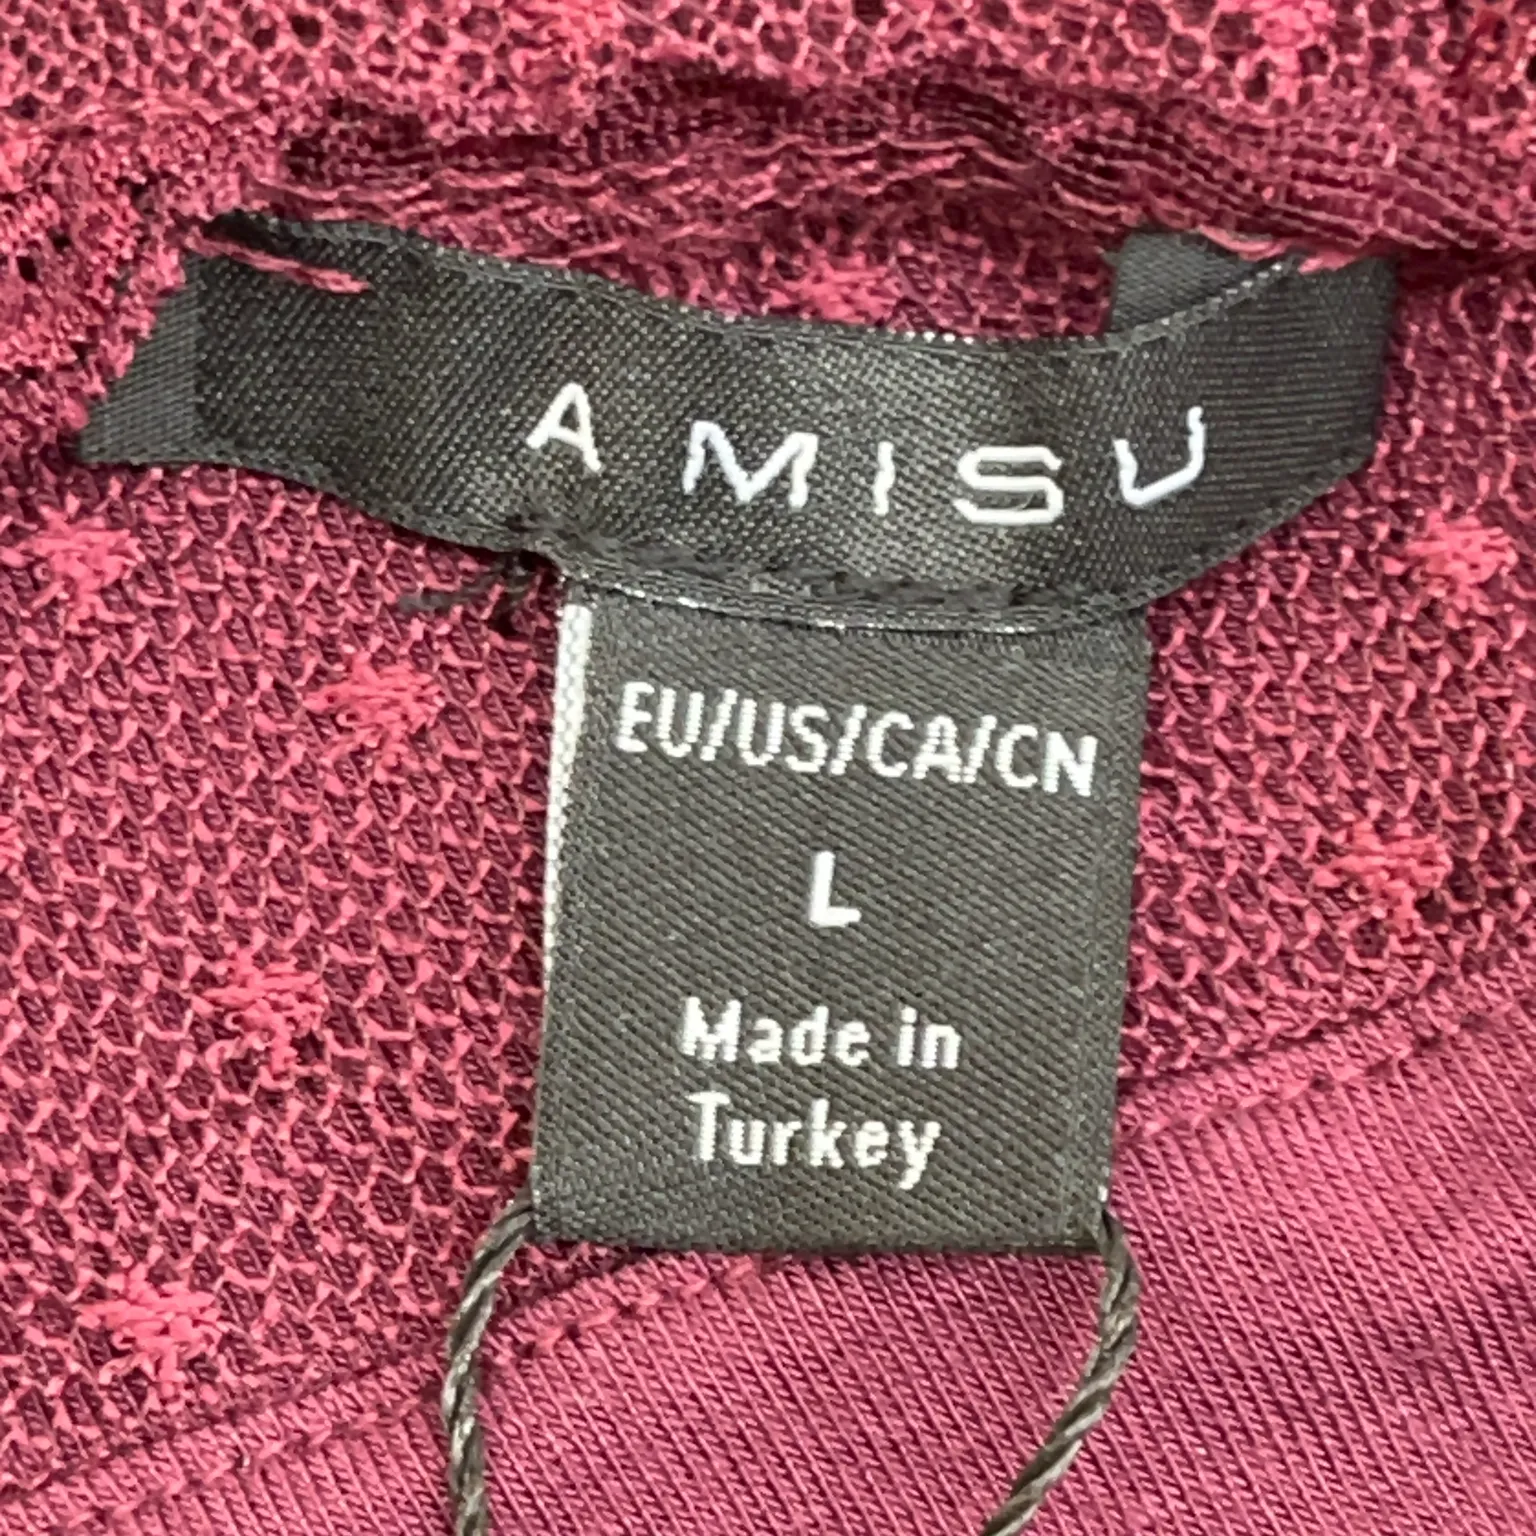 AMISU
EU/US/CA/CN
L
Made in
Turkey